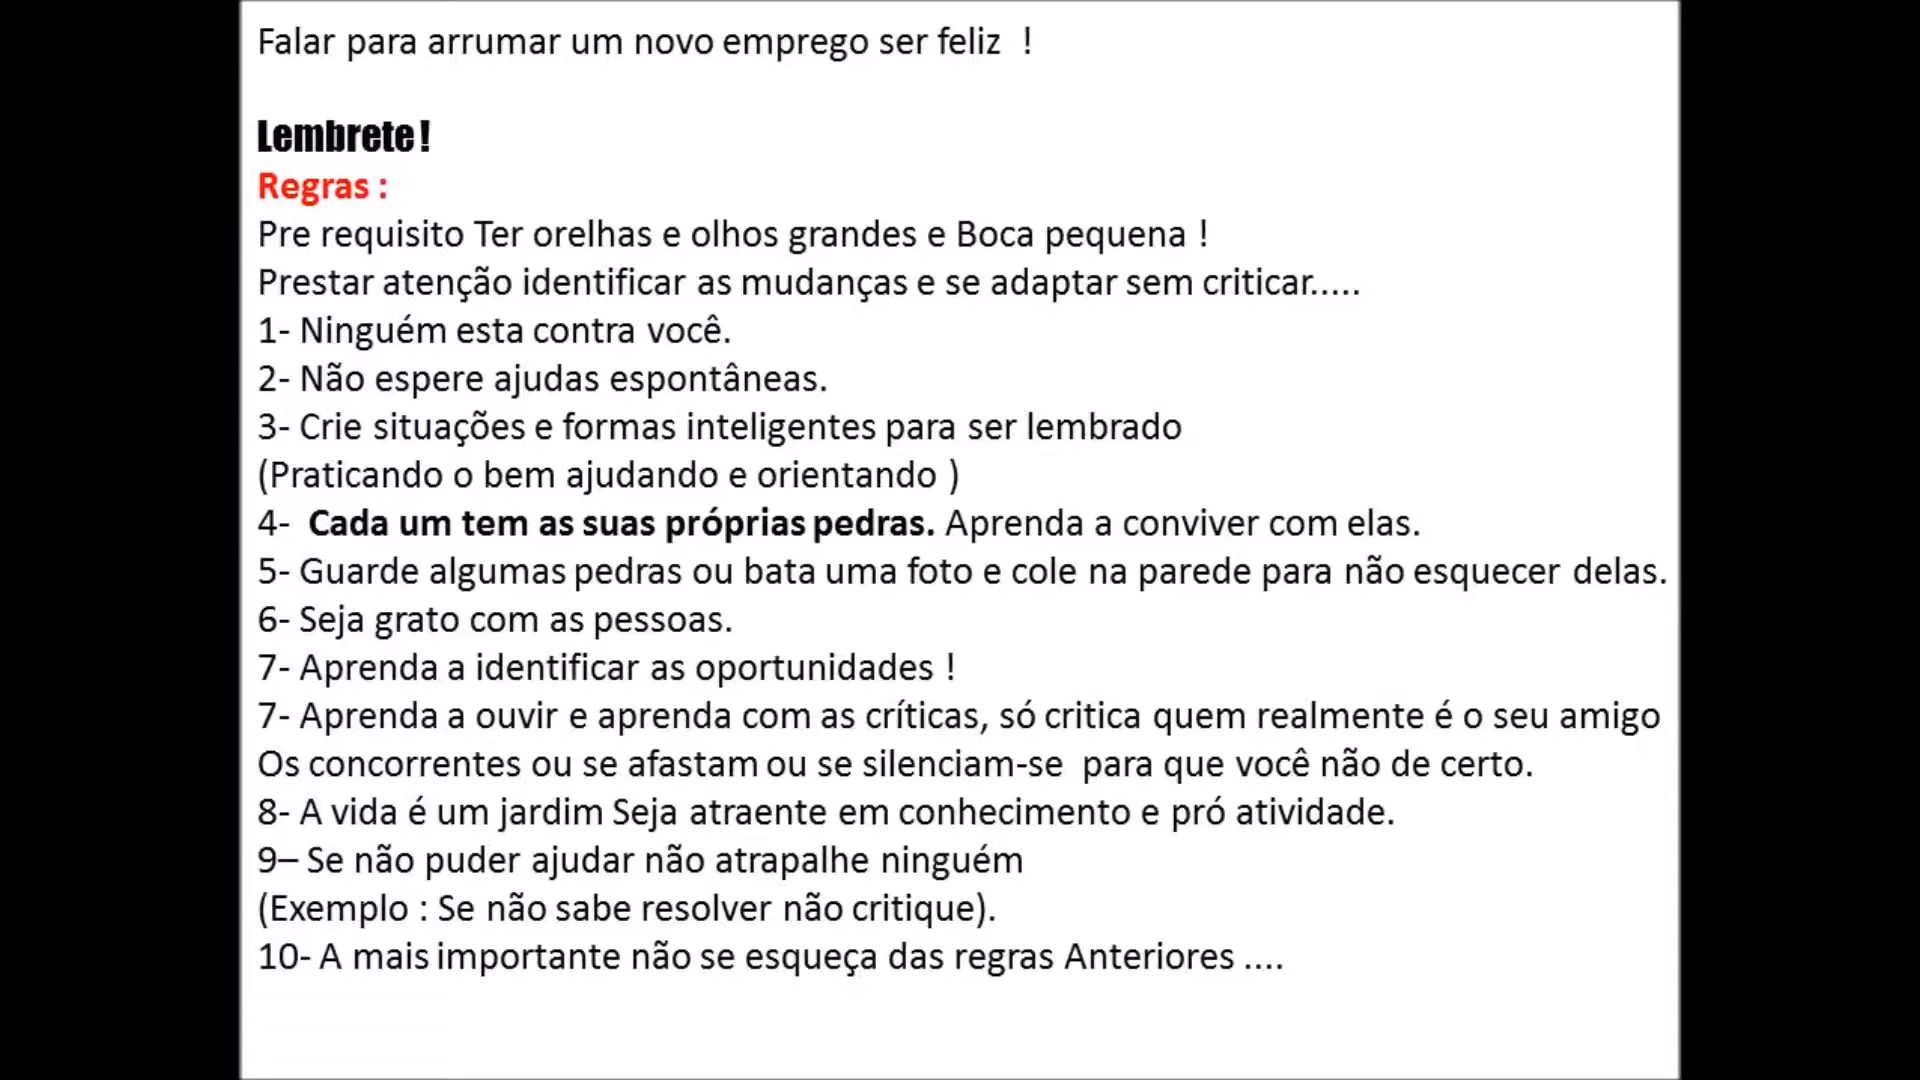 Falar para arrumar um novo emprego ser feliz  !
Lembrete!
Regras :
Pre requisito Ter orelhas e olhos grandes e Boca pequena !
Prestar atenção identificar as mudanças e se adaptar sem criticar.....
1- Ninguém esta contra você.
2- Não espere ajudas espontâneas.
3- Crie situações e formas inteligentes para ser lembrado
(Praticando o bem ajudando e orientando )
4-  Cada um tem as suas próprias pedras. Aprenda a conviver com elas.
5- Guarde algumas pedras ou bata uma foto e cole na parede para não esquecer delas.
6- Seja grato com as pessoas.
7- Aprenda a identificar as oportunidades !
7- Aprenda a ouvir e aprenda com as críticas, só critica quem realmente é o seu amigo
Os concorrentes ou se afastam ou se silenciam-se  para que você não de certo.
8- A vida é um jardim Seja atraente em conhecimento e pró atividade.
9– Se não puder ajudar não atrapalhe ninguém
(Exemplo : Se não sabe resolver não critique).
10- A mais importante não se esqueça das regras Anteriores ....